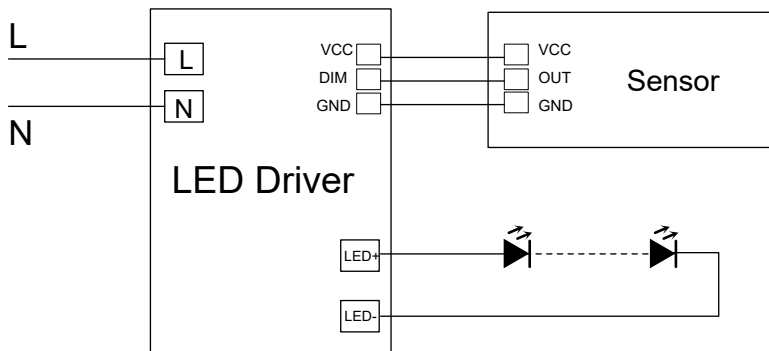 L
L
N
N
VCC
DIM
GND
VCC
OUT
GND
Sensor
LED Driver
LED+
LED-